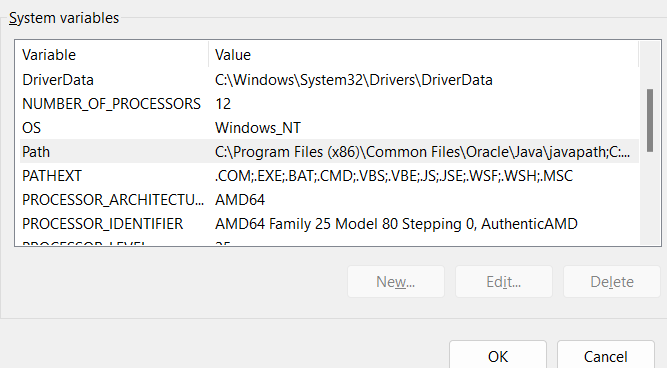 System variables
Variable Value
DriverData C:\Windows\System32\Drivers\DriverData
NUMBER_OF_PROCESSORS 12
OS Windows_NT
Path C:\Program Files (x86)\Common Files\Oracle\Java\javapath;C:...
PATHEXT .COM;.EXE;.BAT;.CMD;.VBS;.VBE;.JS;.JSE;.WSF;.WSH;.MSC
PROCESSOR_ARCHITECTU... AMD64
PROCESSOR_IDENTIFIER AMD64 Family 25 Model 80 Stepping 0, AuthenticAMD
PROCESSOR_LEVEL 25
New... Edit... Delete
OK Cancel